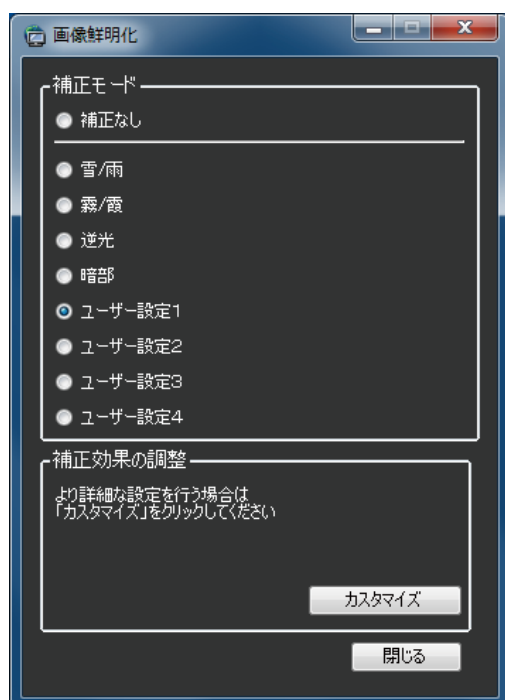 画像鮮明化
補正モード
補正なし
雪/雨
霧/霞
逆光
暗部
ユーザー設定1
ユーザー設定2
ユーザー設定3
ユーザー設定4
補正効果の調整
より詳細な設定を行う場合は
「カスタマイズ」をクリックしてください
カスタマイズ
閉じる